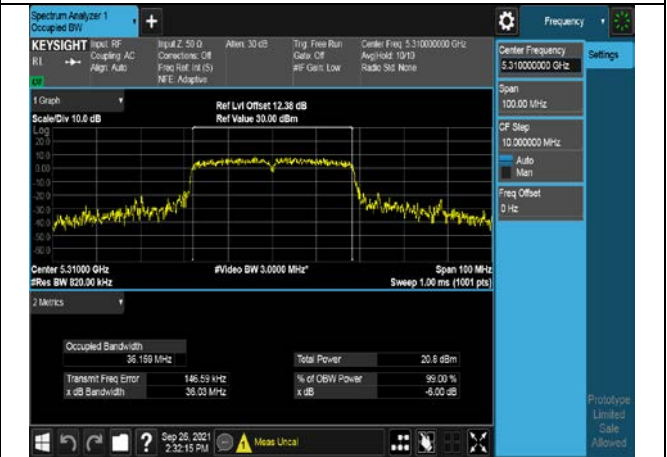 Spectrum Analyzer 1
Occupied BW
+
Frequency
KEYSIGHT
RL
Input: RF
Coupling: AC
Align: Auto
Input Z: 50 Ω
Corrections: Off
Freq Ref: Int (S)
NFE: Adaptive
Atten: 30 dB
Trig: Free Run
Gate: Off
#IF Gain: Low
Center Freq: 5.310000000 GHz
Avg|Hold: 10/10
Radio Std: None
Center Frequency
5.310000000 GHz
Settings
Span
100.00 MHz
CF Step
10.000000 MHz
Auto
Man
Freq Offset
0 Hz
1 Graph
Scale/Div 10.0 dB
Ref Lvl Offset 12.38 dB
Ref Value 30.00 dBm
Log
20.0
10.0
0.00
-10.0
-20.0
-30.0
-40.0
-50.0
-60.0
Center 5.31000 GHz
#Res BW 820.00 kHz
#Video BW 3.0000 MHz*
Span 100 MHz
Sweep 1.00 ms (1001 pts)
2 Metrics
Occupied Bandwidth
36.159 MHz
Total Power 20.8 dBm
Transmit Freq Error 146.59 kHz
% of OBW Power 99.00 %
x dB Bandwidth 36.03 MHz
x dB -6.00 dB
Prototype
Limited
Sale
Allowed
?
Sep 26, 2021
2:32:15 PM
Meas Uncal